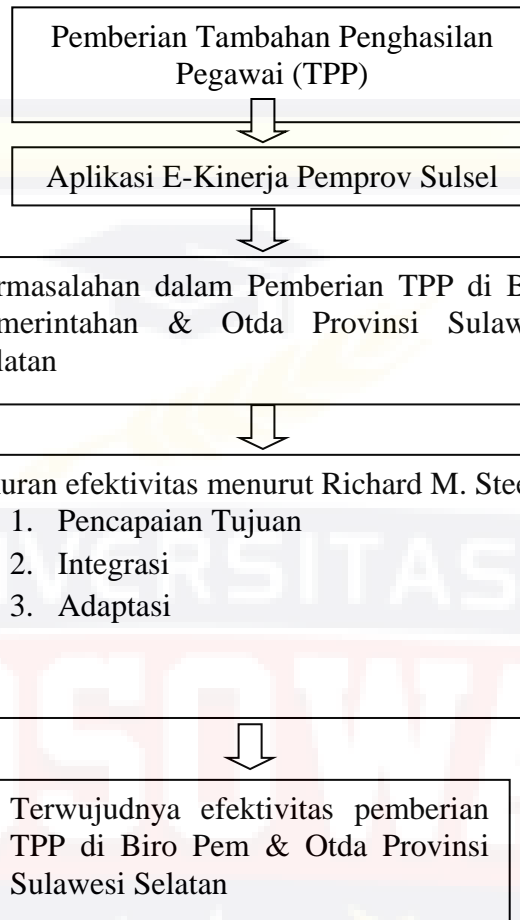 Pemberian Tambahan Penghasilan
Pegawai (TPP)
Aplikasi E-Kinerja Pemprov Sulsel
rmasalahan dalam Pemberian TPP di B
merintahan & Otda Provinsi Sulaw
latan
uran efektivitas menurut Richard M. Stee
1. Pencapaian Tujuan
2. Integrasi
3. Adaptasi
Terwujudnya efektivitas pemberian
TPP di Biro Pem & Otda Provinsi
Sulawesi Selatan